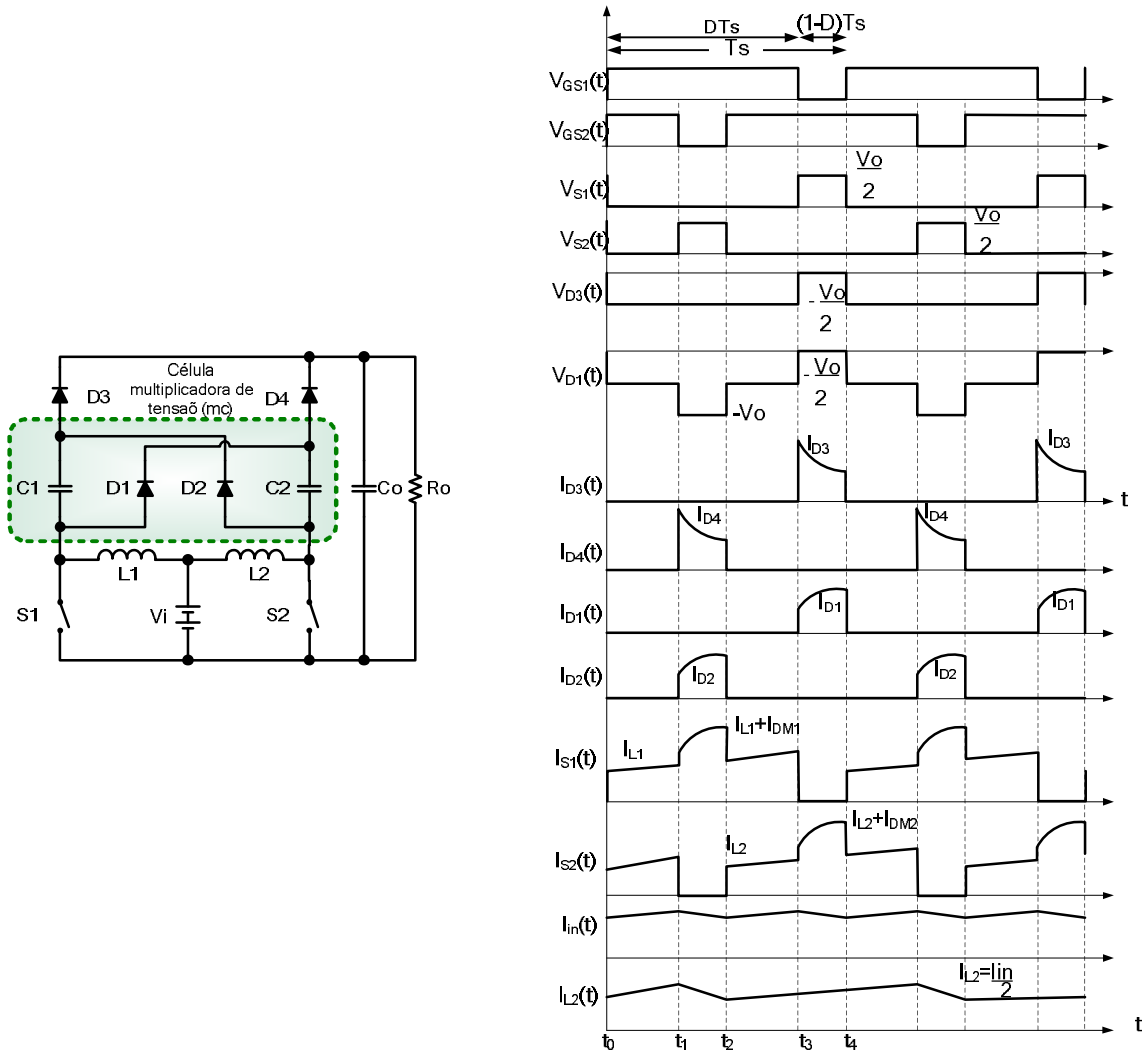 Célula
multiplicadora de
tensaõ (mc)
D3
D4
C1
D1
D2
C2
Co
Ro
L1
L2
S1
Vi
S2
DTs
(1-D)Ts
Ts
VGS1(t)
VGS2(t)
VS1(t)
Vo
2
VS2(t)
Vo
2
VD3(t)
- Vo
2
VD1(t)
- Vo
2
-Vo
ID3(t)
ID3
ID3
t
ID4(t)
ID4
ID4
ID1(t)
ID1
ID1
ID2(t)
ID2
ID2
IS1(t)
IL1
IL1+IDM1
IS2(t)
IL2
IL2+IDM2
Iin(t)
IL2(t)
IL2=Iin
2
t
t0
t1
t2
t3
t4